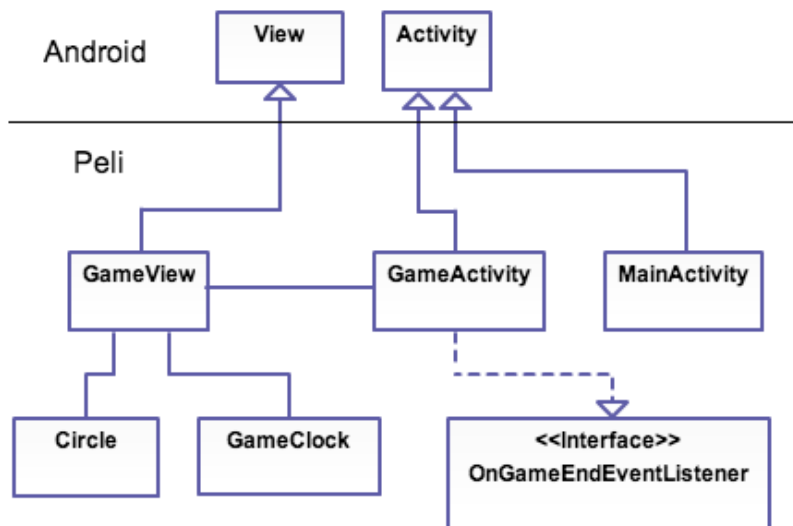 Android
View
Activity
Peli
GameView
GameActivity
MainActivity
Circle
GameClock
<<Interface>>
OnGameEndEventListener